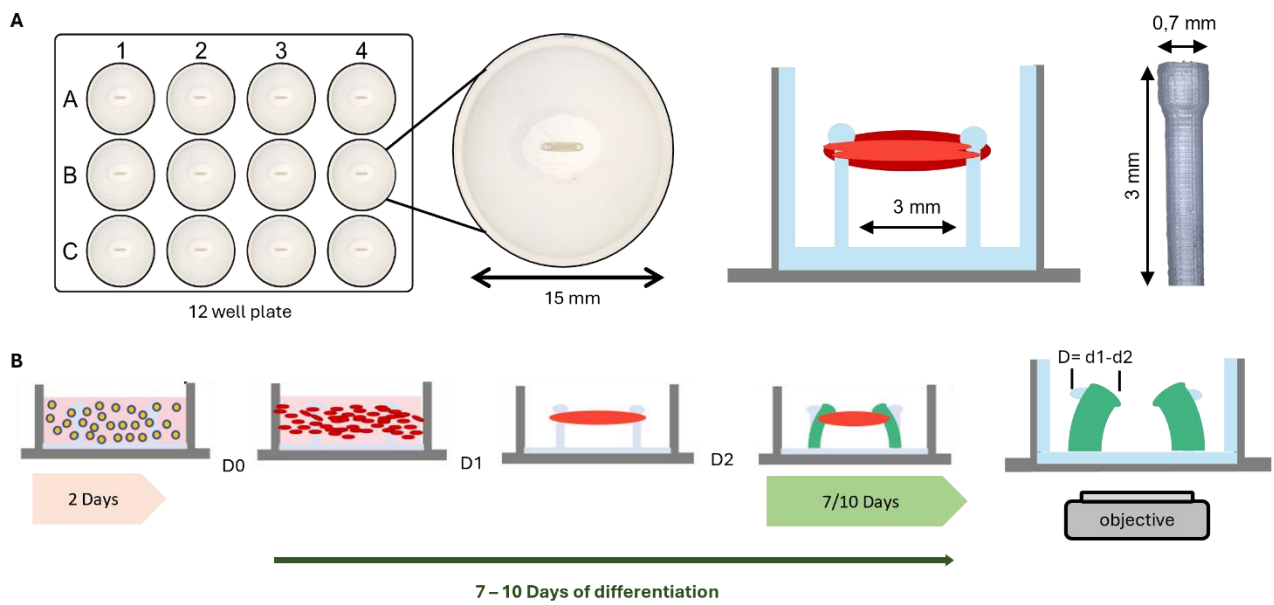 A
1 2 3 4
A
B
C
12 well plate
15 mm
3 mm
0,7 mm
3 mm
B
D0
D1
D2
D= d1-d2
2 Days
7/10 Days
objective
7 – 10 Days of differentiation